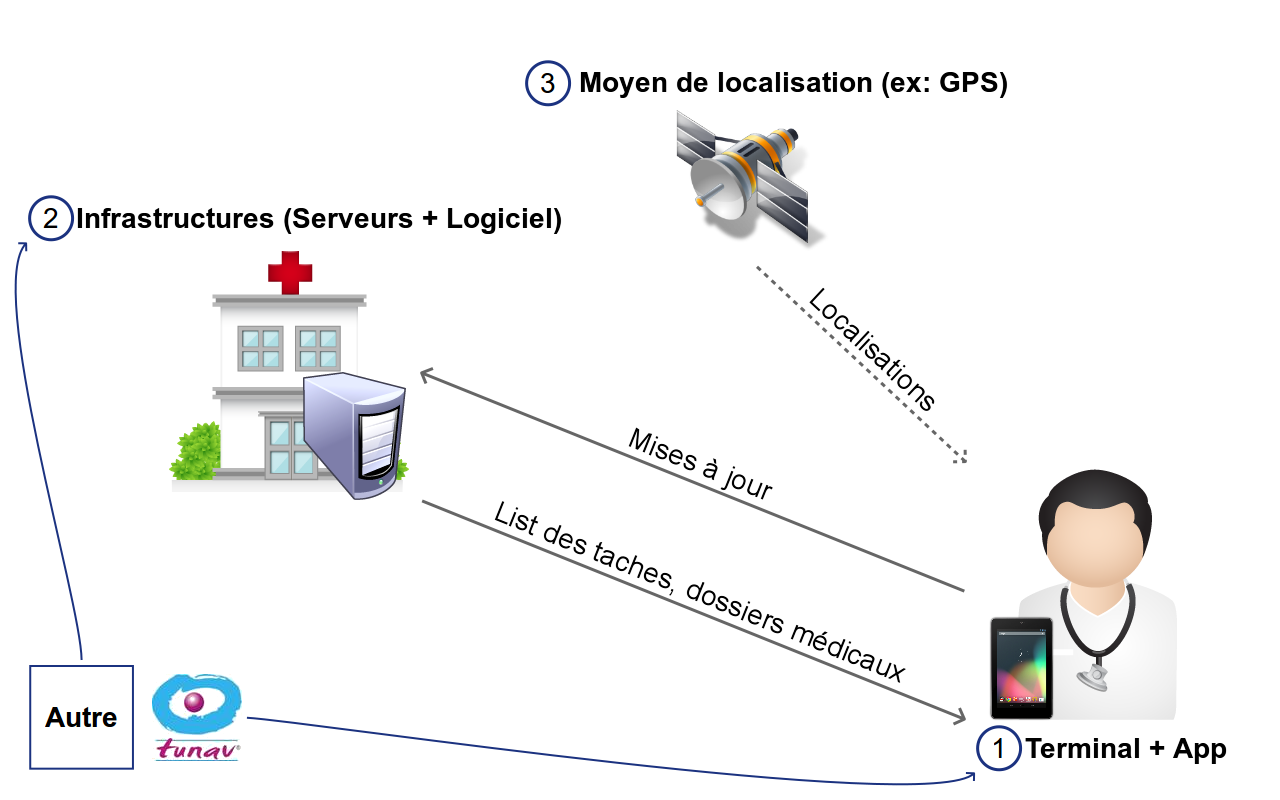 3 Moyen de localisation (ex: GPS)
2 Infrastructures (Serveurs + Logiciel)
Localisations
Mises à jour
List des taches, dossiers médicaux
Autre
tunav®
1 Terminal + App